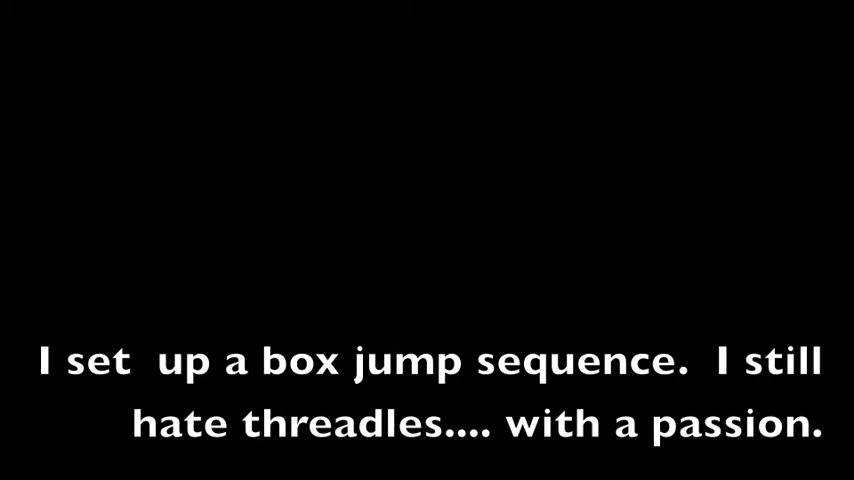 I set  up a box jump sequence.  I still
hate threadles.... with a passion.